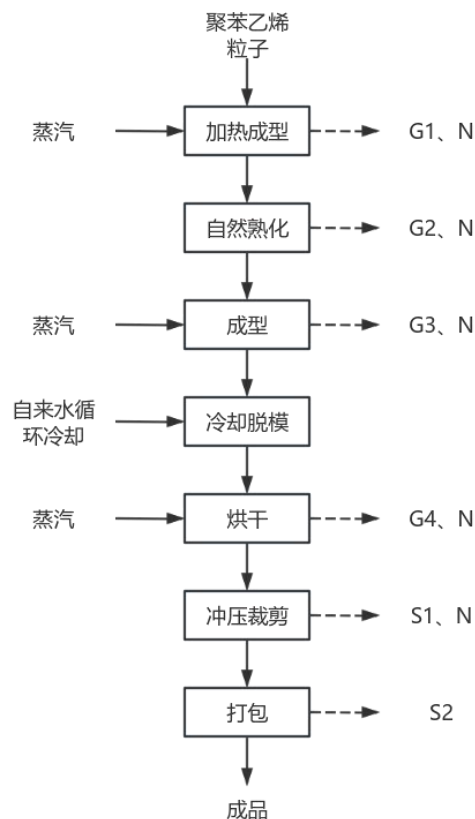 聚苯乙烯
粒子
蒸汽
加热成型
G1、N
自然熟化
G2、N
蒸汽
成型
G3、N
自来水循
环冷却
冷却脱模
蒸汽
烘干
G4、N
冲压裁剪
S1、N
打包
S2
成品